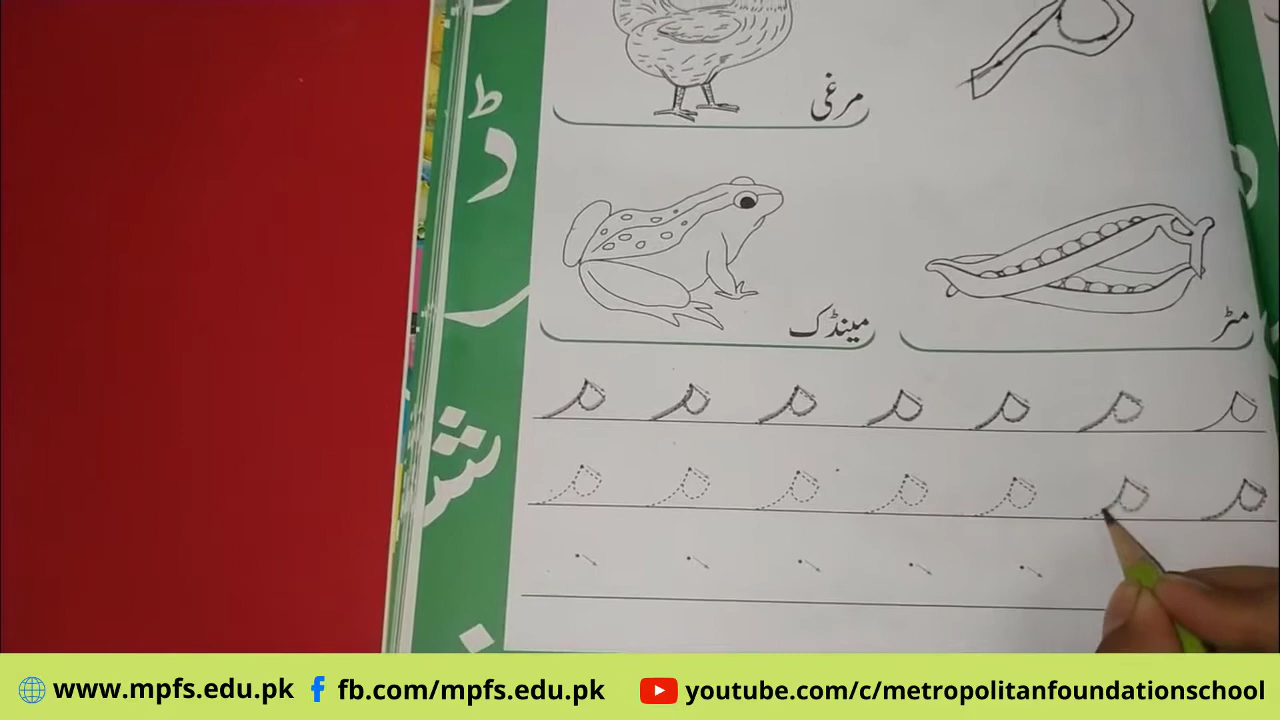 ڈ
ر
ش
مرغی
مینڈک
مٹر
م م م م م م م
م م م م م م م
www.mpfs.edu.pk fb.com/mpfs.edu.pk youtube.com/c/metropolitanfoundationschool